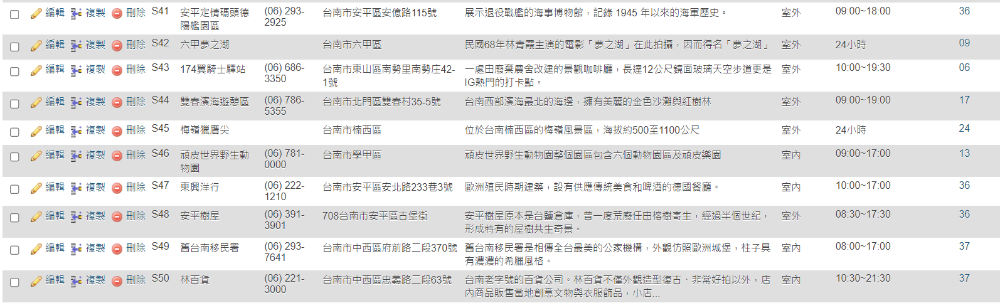 編輯 複製 刪除 S41 安平定情碼頭德 (06) 293- 台南市安平區安億路115號 展示退役戰艦的海事博物館，記錄 1945 年以來的海軍歷史。 室外 09:00~18:00 36
陽艦園區 2925
編輯 複製 刪除 S42 六甲夢之湖 台南市六甲區 民國68年林青霞主演的電影「夢之湖」在此拍攝，因而得名「夢之湖」 室外 24小時 09
編輯 複製 刪除 S43 174翼騎士驛站 (06) 686- 台南市東山區南勢里南勢庄42- 一處由廢棄農舍改建的景觀咖啡廳，長達12公尺鏡面玻璃天空步道更是 室外 10:00~19:30 06
3350 1號 IG熱門的打卡點。
編輯 複製 刪除 S44 雙春濱海遊憩區 (06) 786- 台南市北門區雙春村35-5號 台南西部濱海最北的海邊，擁有美麗的金色沙灘與紅樹林 室外 09:00~19:00 17
5355
編輯 複製 刪除 S45 梅嶺獵鷹尖 台南市楠西區 位於台南楠西區的梅嶺風景區，海拔約500至1100公尺 室外 24小時 24
編輯 複製 刪除 S46 頑皮世界野生動 (06) 781- 台南市學甲區 頑皮世界野生動物園整個園區包含六個動物園區及頑皮樂園 室內 09:00~17:00 13
物園 0000
編輯 複製 刪除 S47 東興洋行 (06) 222- 台南市安平區安北路233巷3號 歐洲殖民時期建築，設有供應傳統美食和啤酒的德國餐廳。 室內 10:00~17:00 36
1210
編輯 複製 刪除 S48 安平樹屋 (06) 391- 708台南市安平區古堡街 安平樹屋原本是台鹽倉庫，曾一度荒廢任由榕樹寄生，經過半個世紀， 室外 08:30~17:30 36
3901 形成特有的屋樹共生奇景。
編輯 複製 刪除 S49 舊台南移民署 (06) 293- 台南市中西區府前路二段370號 舊台南移民署是相傳全台最美的公家機構，外觀仿照歐洲城堡，柱子具 室內 08:00~17:00 37
7641 有濃濃的希臘風格。
編輯 複製 刪除 S50 林百貨 (06) 221- 台南市中西區忠義路二段63號 台南老字號的百貨公司。林百貨不僅外觀造型復古、非常好拍以外，店 室內 10:30~21:30 37
3000 內商品販售當地創意文物與衣服飾品，小店...